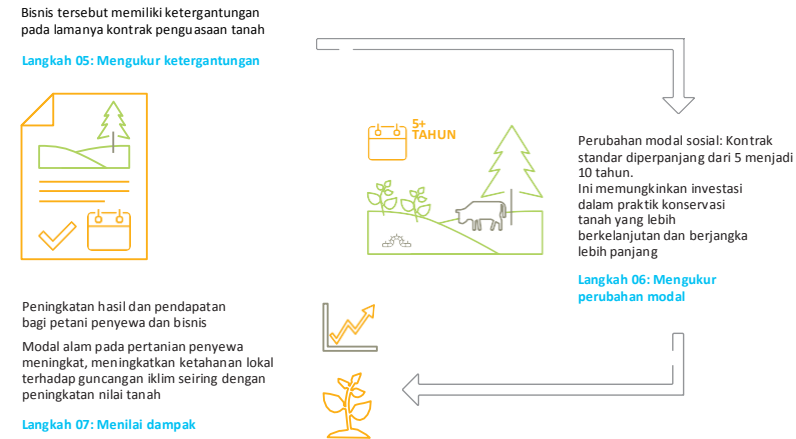 Bisnis tersebut memiliki ketergantungan
pada lamanya kontrak penguasaan tanah
Langkah 05: Mengukur ketergantungan
5+
TAHUN
Perubahan modal sosial: Kontrak
standar diperpanjang dari 5 menjadi
10 tahun.
Ini memungkinkan investasi
dalam praktik konservasi
tanah yang lebih
berkelanjutan dan berjangka
lebih panjang
Langkah 06: Mengukur
perubahan modal
Peningkatan hasil dan pendapatan
bagi petani penyewa dan bisnis
Modal alam pada pertanian penyewa
meningkat, meningkatkan ketahanan lokal
terhadap guncangan iklim seiring dengan
peningkatan nilai tanah
Langkah 07: Menilai dampak